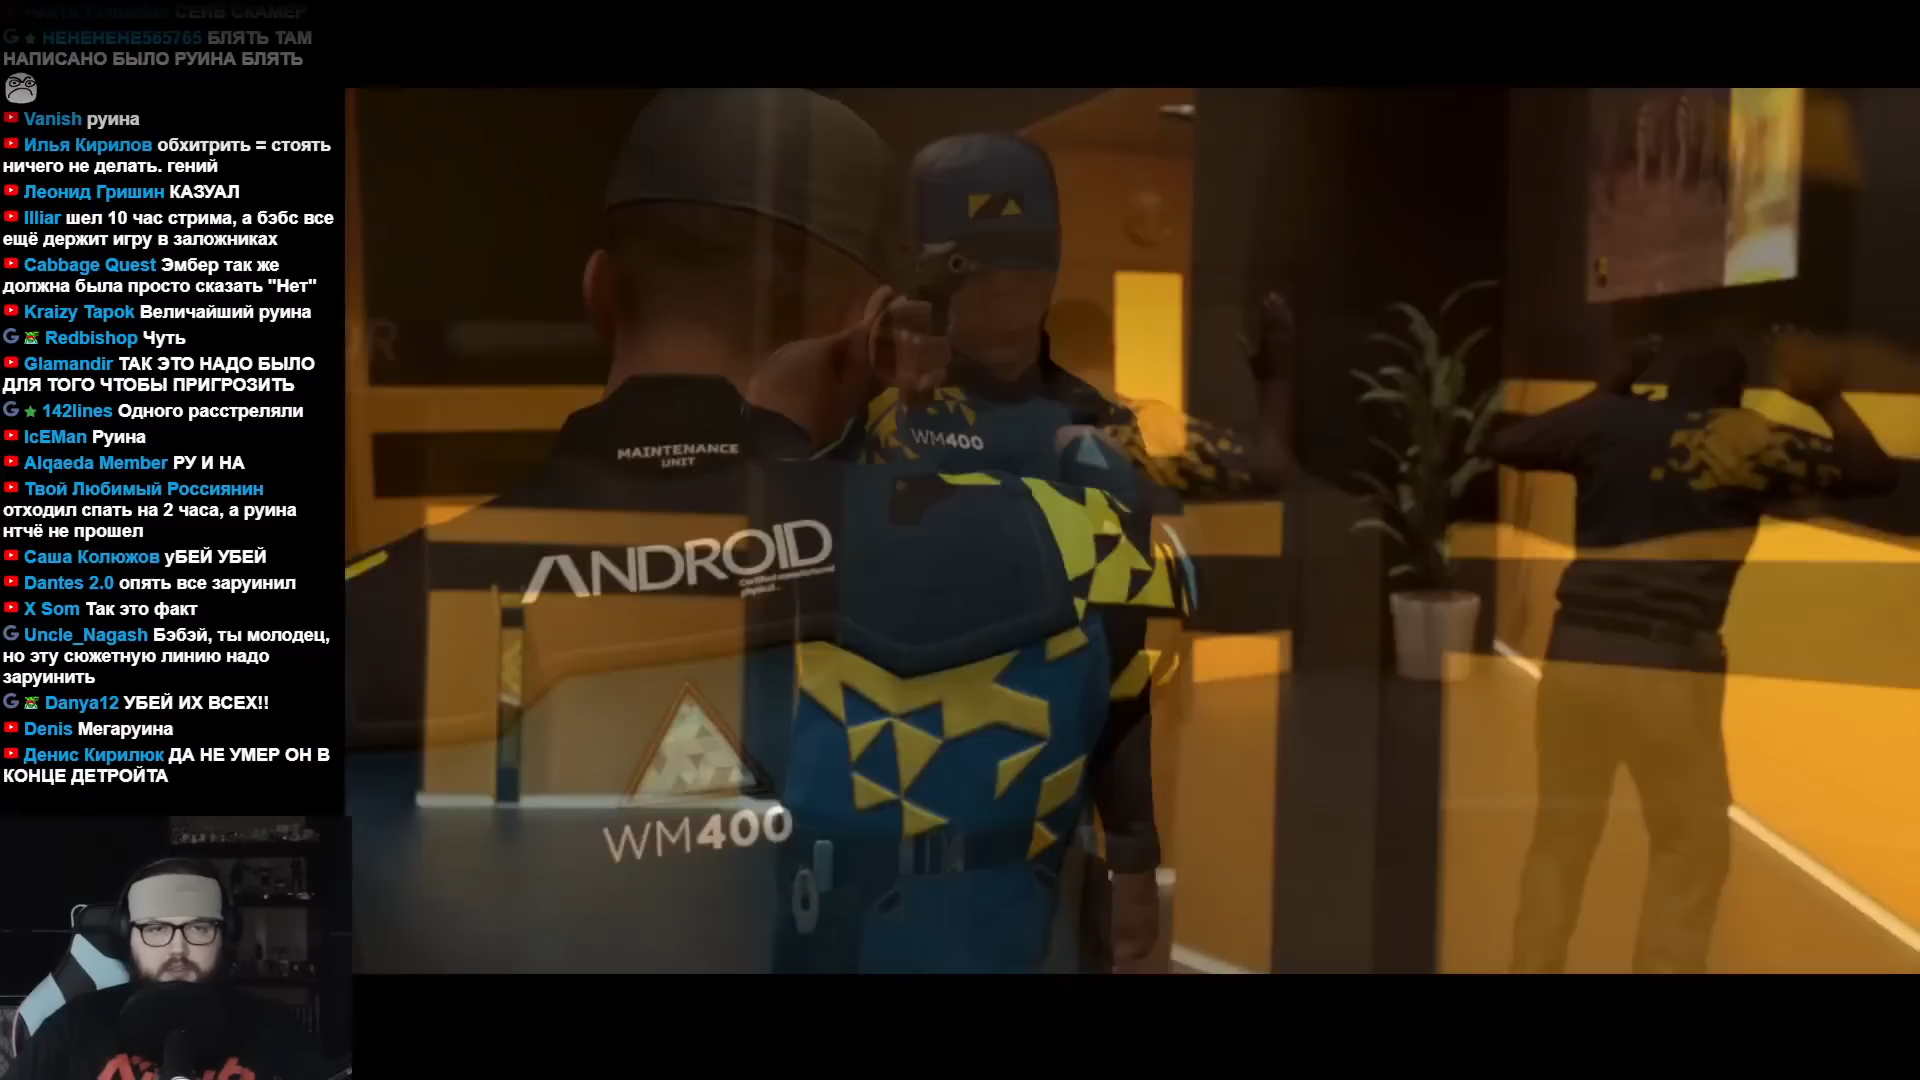 СЕЙВ СКАМЕР
HEHEHEHE565765 БЛЯТЬ ТАМ
НАПИСАНО БЫЛО РУИНА БЛЯТЬ
Vanish руина
Илья Кирилов обхитрить = стоять
ничего не делать. гений
Леонид Гришин КАЗУАЛ
Illiar шел 10 час стрима, а бэбс все
ещё держит игру в заложниках
Cabbage Quest Эмбер так же
должна была просто сказать "Нет"
Kraizy Tapok Величайший руина
Redbishop Чуть
Glamandir ТАК ЭТО НАДО БЫЛО
ДЛЯ ТОГО ЧТОБЫ ПРИГРОЗИТЬ
142lines Одного расстреляли
IcEMan Руина
Alqaeda Member РУ И НА
Твой Любимый Россиянин
отходил спать на 2 часа, а руина
нтчё не прошел
Саша Колюжов уБЕЙ УБЕЙ
Dantes 2.0 опять все заруинил
X Som Так это факт
Uncle_Nagash Бэбэй, ты молодец,
но эту сюжетную линию надо
заруинить
Danya12 УБЕЙ ИХ ВСЕХ!!
Denis Мегаруина
Денис Кирилюк ДА НЕ УМЕР ОН В
КОНЦЕ ДЕТРОЙТА
MAINTENANCE
UNIT
ANDROID
WM400
WM400